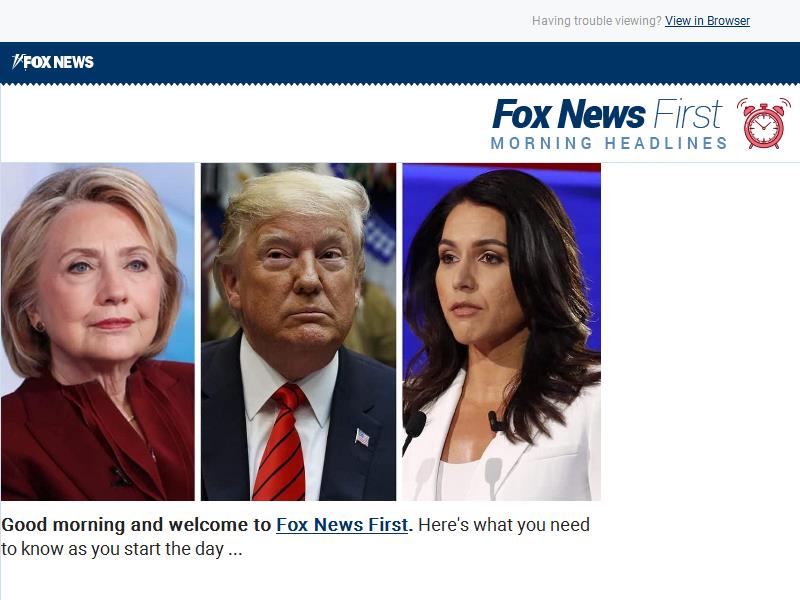 Having trouble viewing? View in Browser
FOX NEWS
Fox News First
MORNING HEADLINES
Good morning and welcome to Fox News First. Here's what you need
to know as you start the day ...